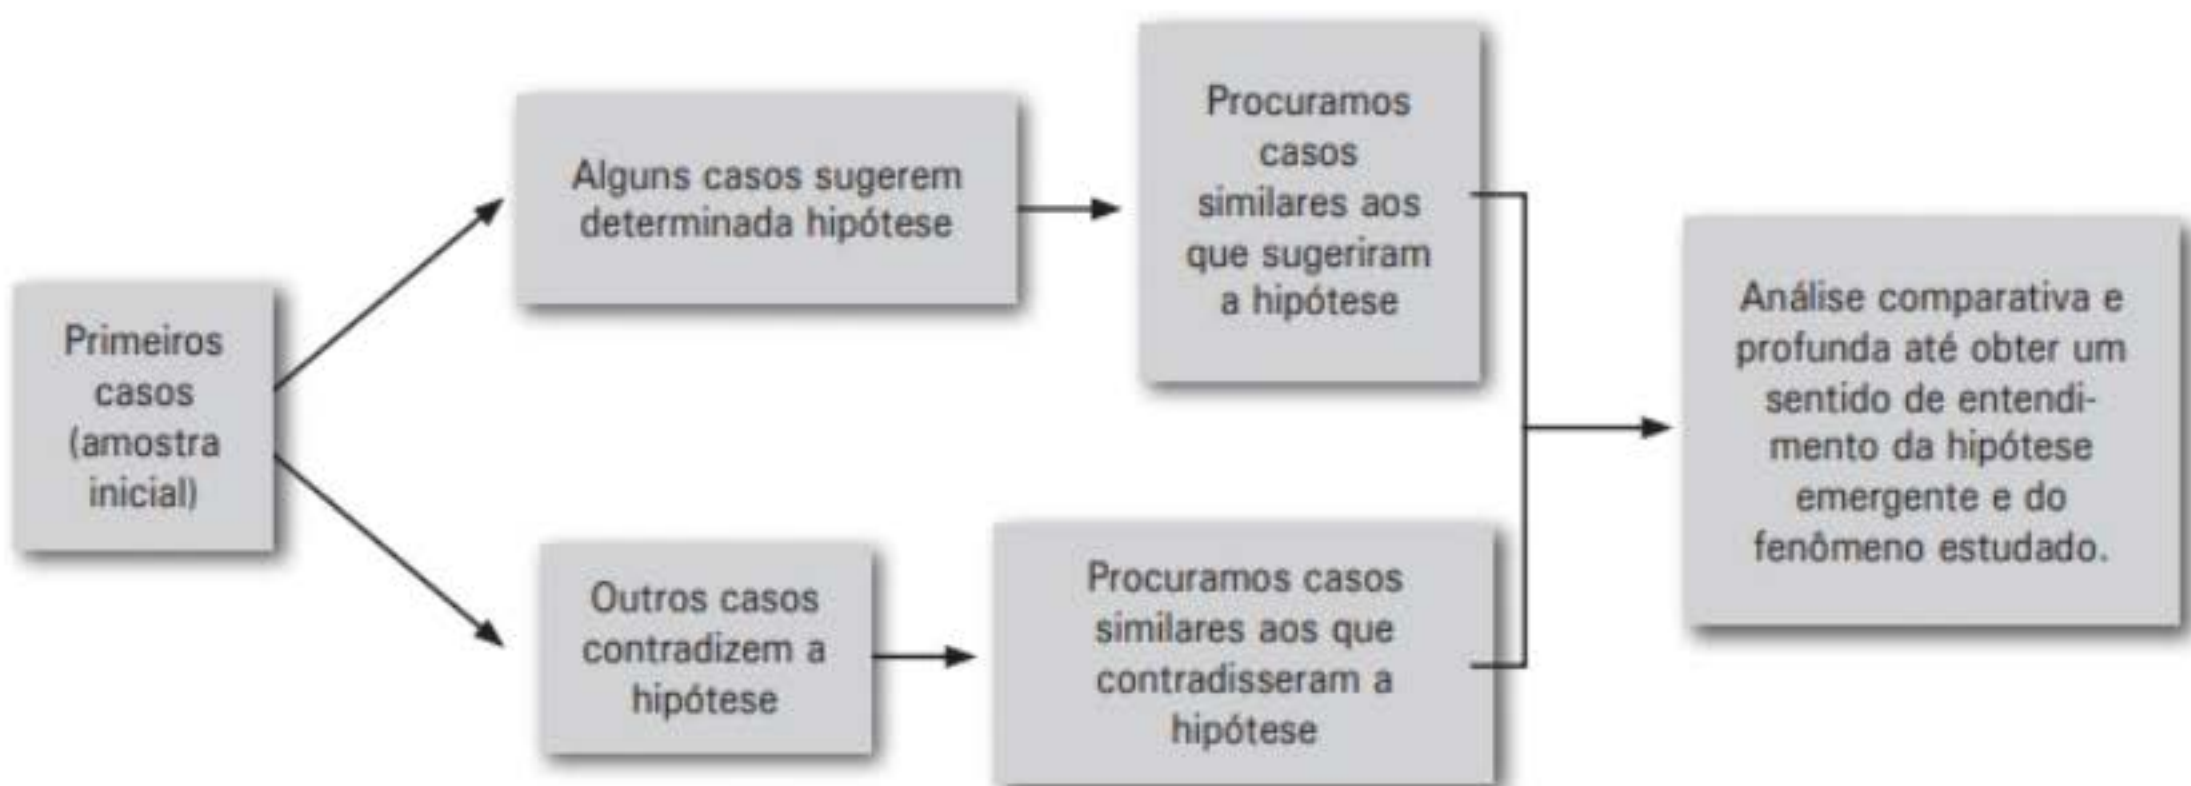 Primeiros
casos
(amostra
inicial)
Alguns casos sugerem
determinada hipótese
Procuramos
casos
similares aos
que sugeriram
a hipótese
Outros casos
contradizem a
hipótese
Procuramos casos
similares aos que
contradisseram a
hipótese
Análise comparativa e
profunda até obter um
sentido de entendi-
mento da hipótese
emergente e do
fenômeno estudado.